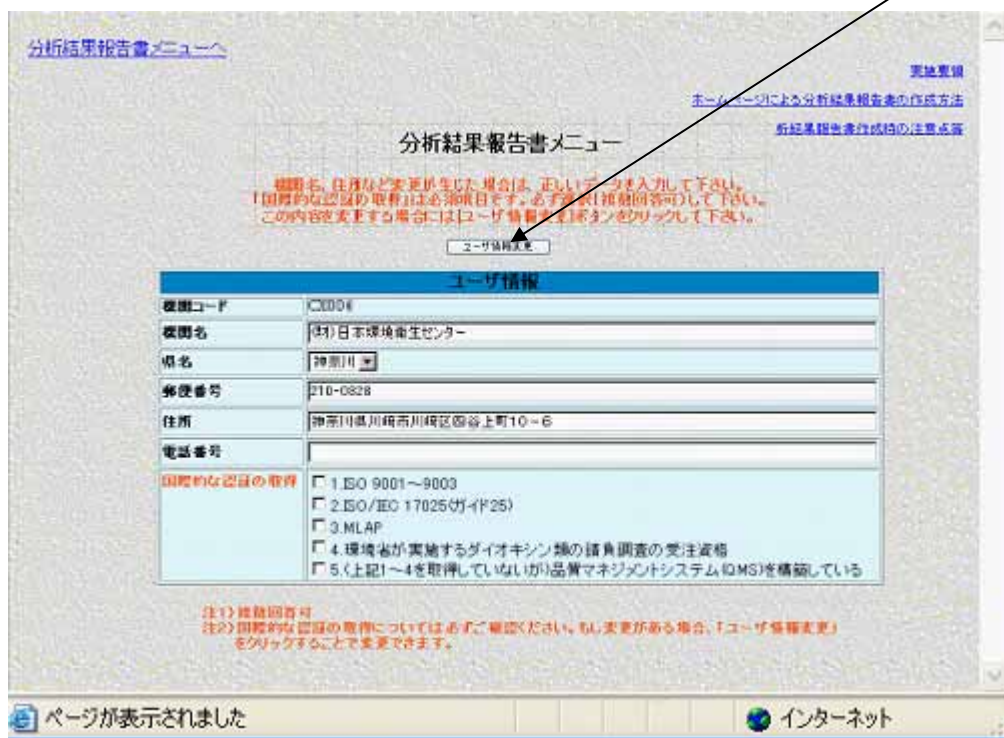 分析結果報告書メニューへ
実施要領
ホームページによる分析結果報告書の作成方法
析結果報告書作成時の注意点等
分析結果報告書メニュー
機関名、住所など変更が生じた場合は、正しいデータを入力して下さい。
「国際的な認証の取得」は必須項目です。必ず選択(複数回答可)して下さい。
この内容を変更する場合には[ユーザ情報変更]ボタンをクリックして下さい。
ユーザ情報変更
ユーザ情報
機関コード
機関名 (財)日本環境衛生センター
県名 神奈川
郵便番号 210-0828
住所 神奈川県川崎市川崎区四谷上町10-6
電話番号
国際的な認証の取得 1.ISO 9001～9003
2.ISO/IEC 17025(ガイド25)
3.MLAP
4.環境省が実施するダイオキシン類の請負調査の受注資格
5.(上記1～4を取得していないが)品質マネジメントシステム(QMS)を構築している
注1)複数回答可
注2)国際的な認証の取得については必ずご確認ください。もし変更がある場合、「ユーザ情報変更」
をクリックすることで変更できます。
ページが表示されました インターネット